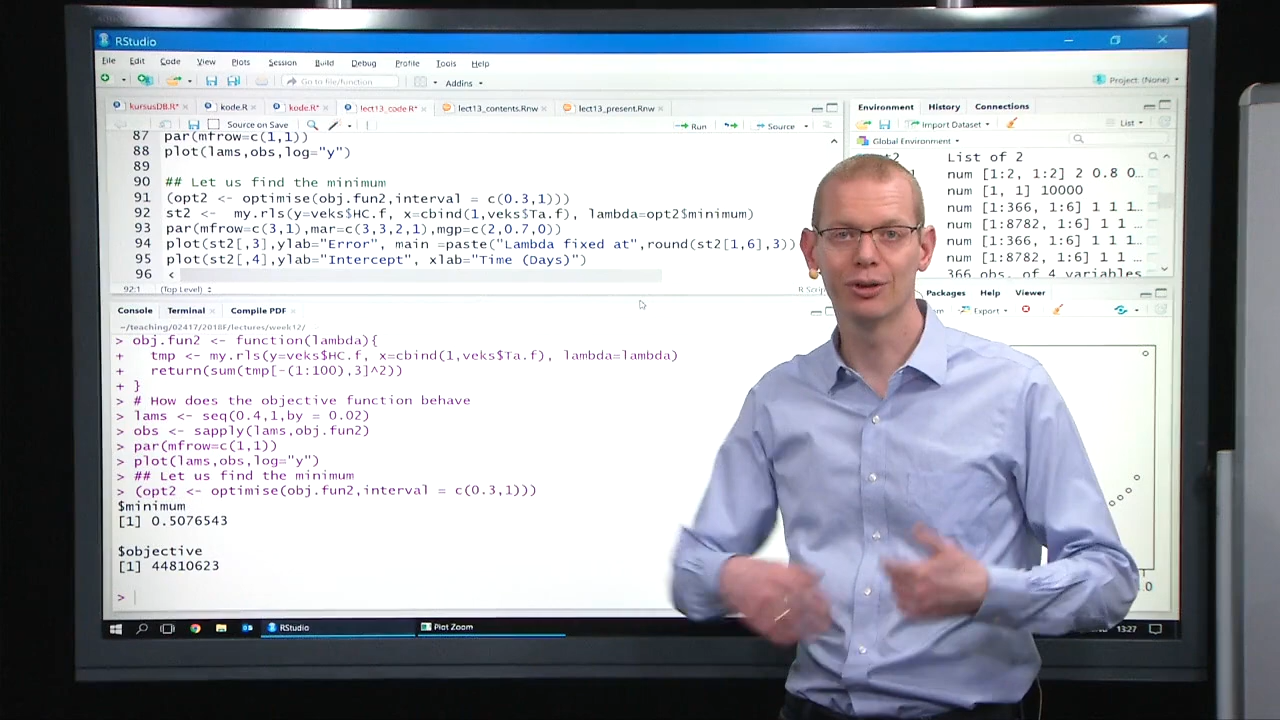 RStudio
File Edit Code View Plots Session Build Debug Profile Tools Help
Go to file/function
Addins
Project: (None)
kursusDB.R*
kode.R
kode.R*
lect13_code.R*
lect13_contents.Rnw
lect13_present.Rnw
Source on Save
Run
Source
87 par(mfrow=c(1,1))
88 plot(lams,obs,log="y")
89
90 ## Let us find the minimum
91 (opt2 <- optimise(obj.fun2,interval = c(0.3,1)))
92 st2 <- my.rls(y=veks$HC.f, x=cbind(1,veks$Ta.f), lambda=opt2$minimum)
93 par(mfrow=c(3,1),mar=c(3,3,2,1),mgp=c(2,0.7,0))
94 plot(st2[,3],ylab="Error", main =paste("Lambda fixed at",round(st2[1,6],3))
95 plot(st2[,4],ylab="Intercept", xlab="Time (Days)")
96 <
92:1 (Top Level)
Console Terminal Compile PDF
~/teaching/02417/2018F/lectures/week12/
> obj.fun2 <- function(lambda){
+ tmp <- my.rls(y=veks$HC.f, x=cbind(1,veks$Ta.f), lambda=lambda)
+ return(sum(tmp[-(1:100),3]^2))
+ }
> # How does the objective function behave
> lams <- seq(0.4,1,by = 0.02)
> obs <- sapply(lams,obj.fun2)
> par(mfrow=c(1,1))
> plot(lams,obs,log="y")
> ## Let us find the minimum
> (opt2 <- optimise(obj.fun2,interval = c(0.3,1)))
$minimum
[1] 0.5076543
$objective
[1] 44810623
>
Environment History Connections
Import Dataset
List
Global Environment
List of 2
num [1:2, 1:2] 2 0.8 0…
num [1, 1] 10000
num [1:366, 1:6] 1 1 1…
num [1:8782, 1:6] 1 1 …
num [1:366, 1:6] 1 1 …
num [1:8782, 1:6] 1 1 …
366 obs. of 4 variables
Packages Help Viewer
Export
RStudio
Plot Zoom
13:27